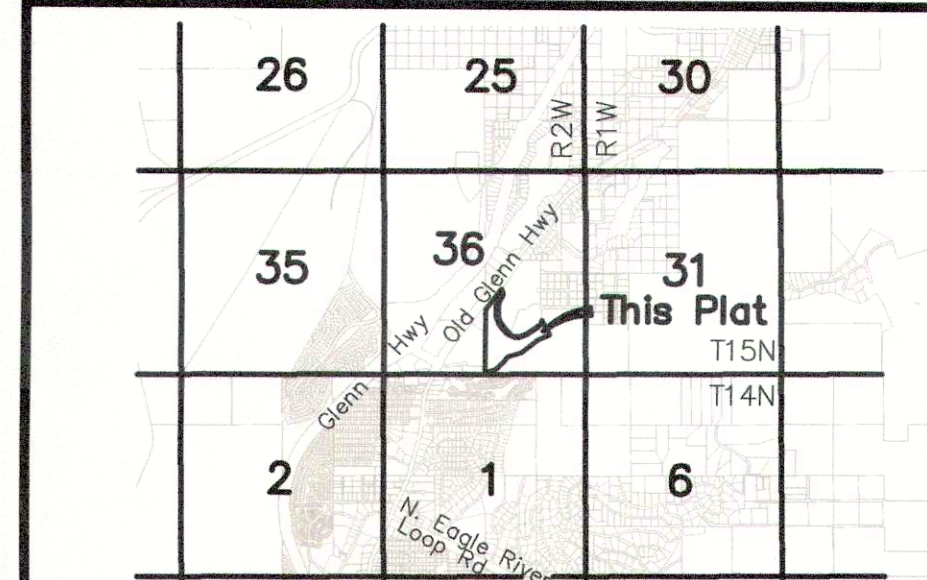 26
25
30
R2W
R1W
35
36
31
Old Glenn Hwy
This Plat
Glenn Hwy
T15N
T14N
2
1
6
N. Eagle River
Loop Rd